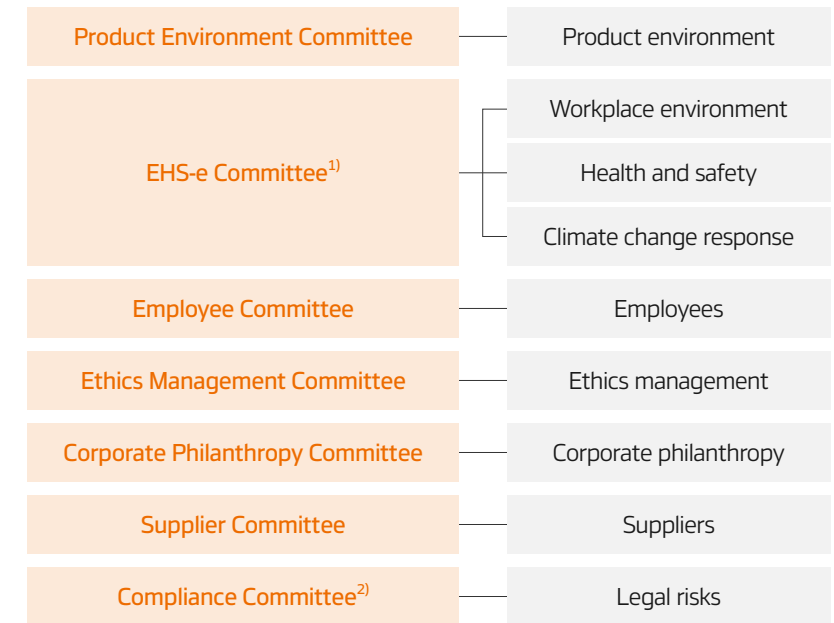 Product Environment Committee
Product environment
EHS-e Committee1)
Workplace environment
Health and safety
Climate change response
Employee Committee
Employees
Ethics Management Committee
Ethics management
Corporate Philanthropy Committee
Corporate philanthropy
Supplier Committee
Suppliers
Compliance Committee2)
Legal risks